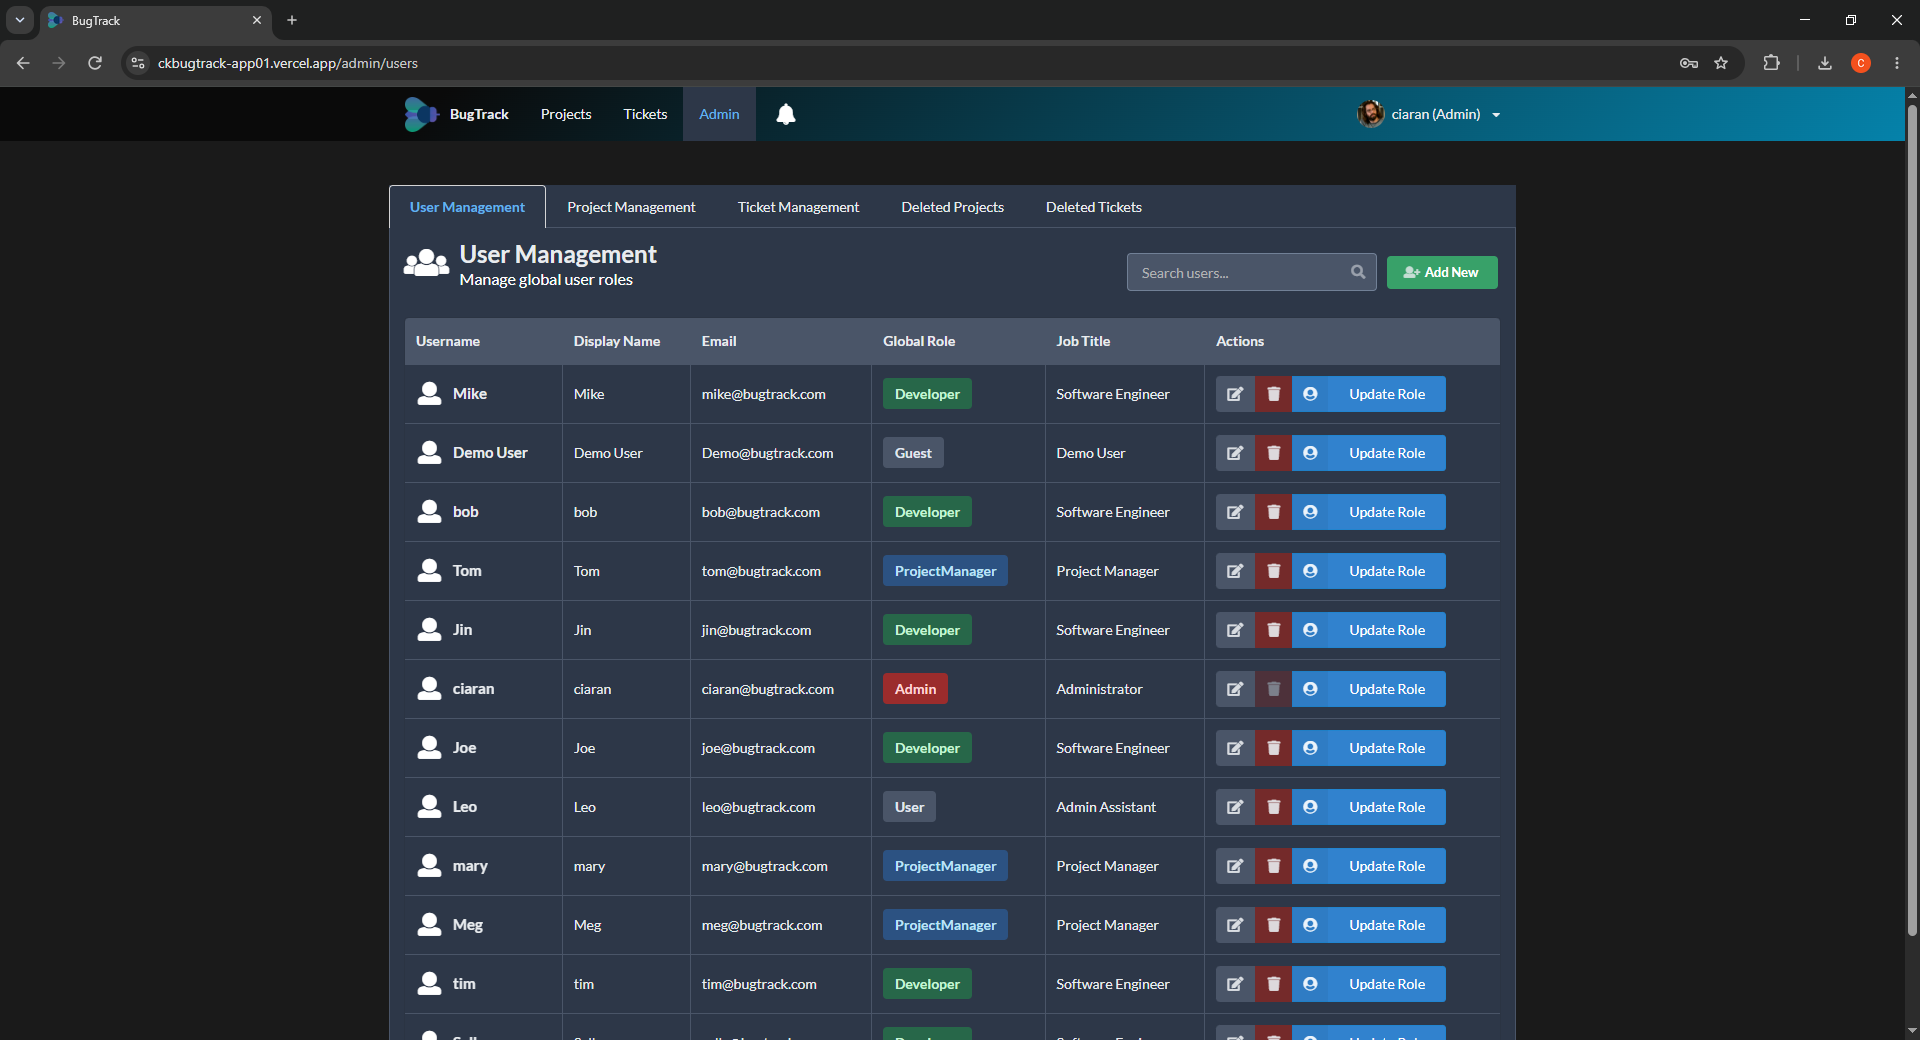 BugTrack
ckbugtrack-app01.vercel.app/admin/users
C
BugTrack Projects Tickets Admin ciaran (Admin)
User Management Project Management Ticket Management Deleted Projects Deleted Tickets
User Management
Manage global user roles
Search users... Add New
Username Display Name Email Global Role Job Title Actions
Mike Mike mike@bugtrack.com Developer Software Engineer Update Role
Demo User Demo User Demo@bugtrack.com Guest Demo User Update Role
bob bob bob@bugtrack.com Developer Software Engineer Update Role
Tom Tom tom@bugtrack.com ProjectManager Project Manager Update Role
Jin Jin jin@bugtrack.com Developer Software Engineer Update Role
ciaran ciaran ciaran@bugtrack.com Admin Administrator Update Role
Joe Joe joe@bugtrack.com Developer Software Engineer Update Role
Leo Leo leo@bugtrack.com User Admin Assistant Update Role
mary mary mary@bugtrack.com ProjectManager Project Manager Update Role
Meg Meg meg@bugtrack.com ProjectManager Project Manager Update Role
tim tim tim@bugtrack.com Developer Software Engineer Update Role